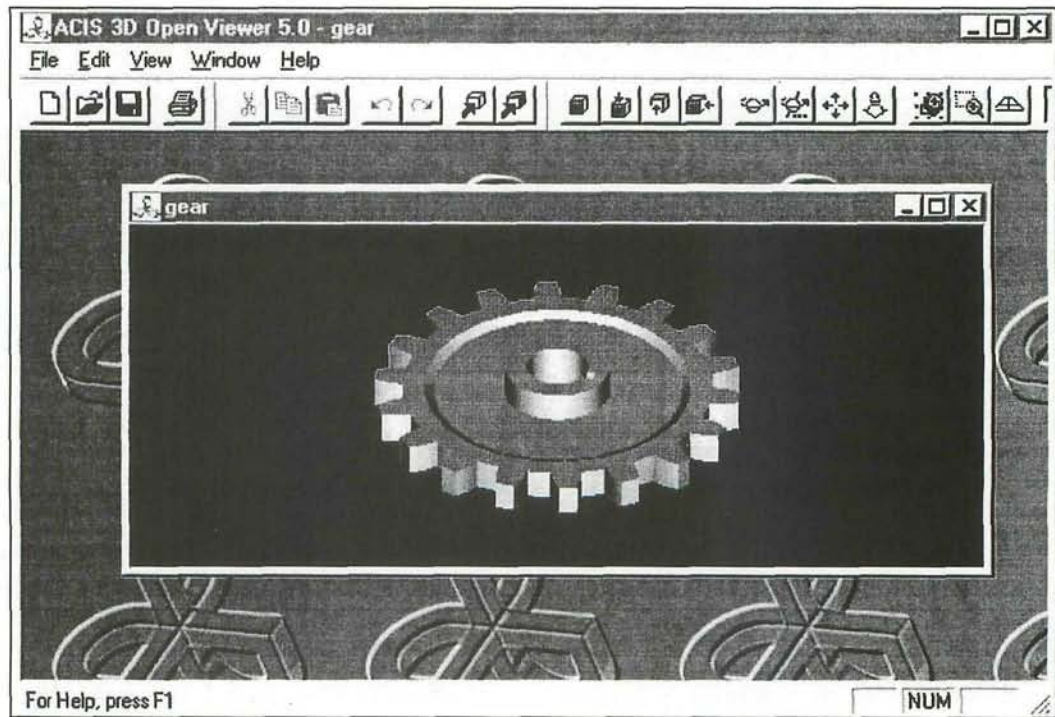 ACIS 3D Open Viewer 5.0 - gear
File Edit View Window Help
gear
For Help, press F1
NUM